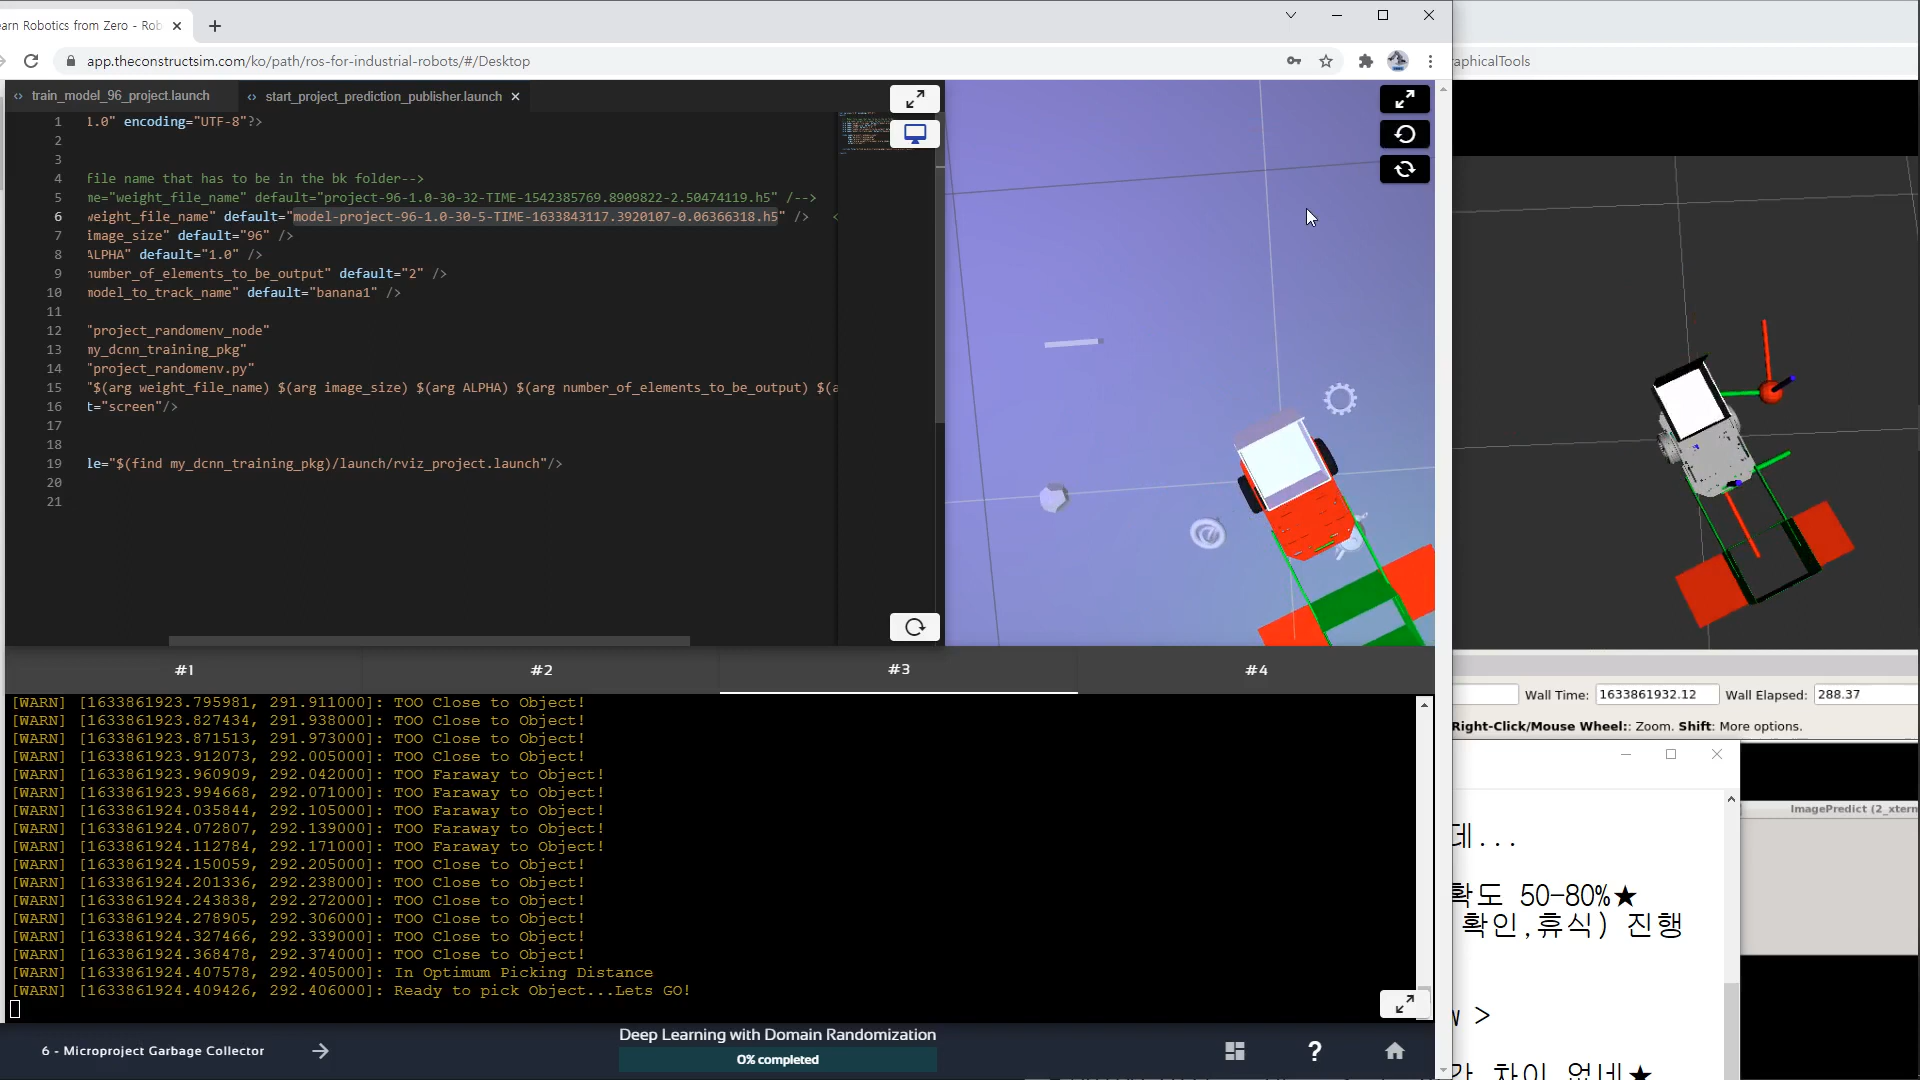 earn Robotics from Zero - Rob
app.theconstructsim.com/ko/path/ros-for-industrial-robots/#/Desktop
aphicalTools
train_model_96_project.launch
start_project_prediction_publisher.launch
1 1.0" encoding="UTF-8"?>
2
3
4 file name that has to be in the bk folder-->
5 me="weight_file_name" default="project-96-1.0-30-32-TIME-1542385769.8909822-2.50474119.h5" /-->
6 weight_file_name" default="model-project-96-1.0-30-5-TIME-1633843117.3920107-0.06366318.h5" /> <
7 image_size" default="96" />
8 ALPHA" default="1.0" />
9 number_of_elements_to_be_output" default="2" />
10 model_to_track_name" default="banana1" />
11
12 "project_randomenv_node"
13 my_dcnn_training_pkg"
14 "project_randomenv.py"
15 "$(arg weight_file_name) $(arg image_size) $(arg ALPHA) $(arg number_of_elements_to_be_output) $(a
16 t="screen"/>
17
18
19 le="$(find my_dcnn_training_pkg)/launch/rviz_project.launch"/>
20
21
#1 #2 #3 #4
[WARN] [1633861923.795981, 291.911000]: TOO Close to Object!
[WARN] [1633861923.827434, 291.938000]: TOO Close to Object!
[WARN] [1633861923.871513, 291.973000]: TOO Close to Object!
[WARN] [1633861923.912073, 292.005000]: TOO Close to Object!
[WARN] [1633861923.960909, 292.042000]: TOO Faraway to Object!
[WARN] [1633861923.994668, 292.071000]: TOO Faraway to Object!
[WARN] [1633861924.035844, 292.105000]: TOO Faraway to Object!
[WARN] [1633861924.072807, 292.139000]: TOO Faraway to Object!
[WARN] [1633861924.112784, 292.171000]: TOO Faraway to Object!
[WARN] [1633861924.150059, 292.205000]: TOO Close to Object!
[WARN] [1633861924.201336, 292.238000]: TOO Close to Object!
[WARN] [1633861924.243838, 292.272000]: TOO Close to Object!
[WARN] [1633861924.278905, 292.306000]: TOO Close to Object!
[WARN] [1633861924.327466, 292.339000]: TOO Close to Object!
[WARN] [1633861924.368478, 292.374000]: TOO Close to Object!
[WARN] [1633861924.407578, 292.405000]: In Optimum Picking Distance
[WARN] [1633861924.409426, 292.406000]: Ready to pick Object...Lets GO!
6 - Microproject Garbage Collector
Deep Learning with Domain Randomization
0% completed
?
Wall Time: 1633861932.12 Wall Elapsed: 288.37
Right-Click/Mouse Wheel:: Zoom. Shift: More options.
ImagePredict (2_xtern
데...
확도 50-80%★
확인,휴식) 진행
w >
차이 없네★